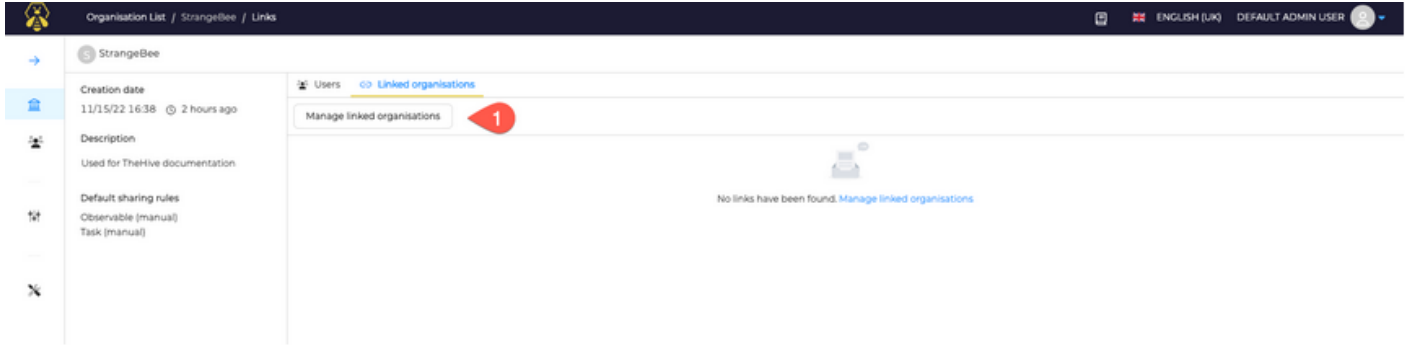 Organisation List / StrangeBee / Links
ENGLISH (UK) DEFAULT ADMIN USER
S StrangeBee
Creation date
11/15/22 16:38 2 hours ago
Description
Used for TheHive documentation
Default sharing rules
Observable (manual)
Task (manual)
Users Linked organisations
Manage linked organisations 1
No links have been found. Manage linked organisations